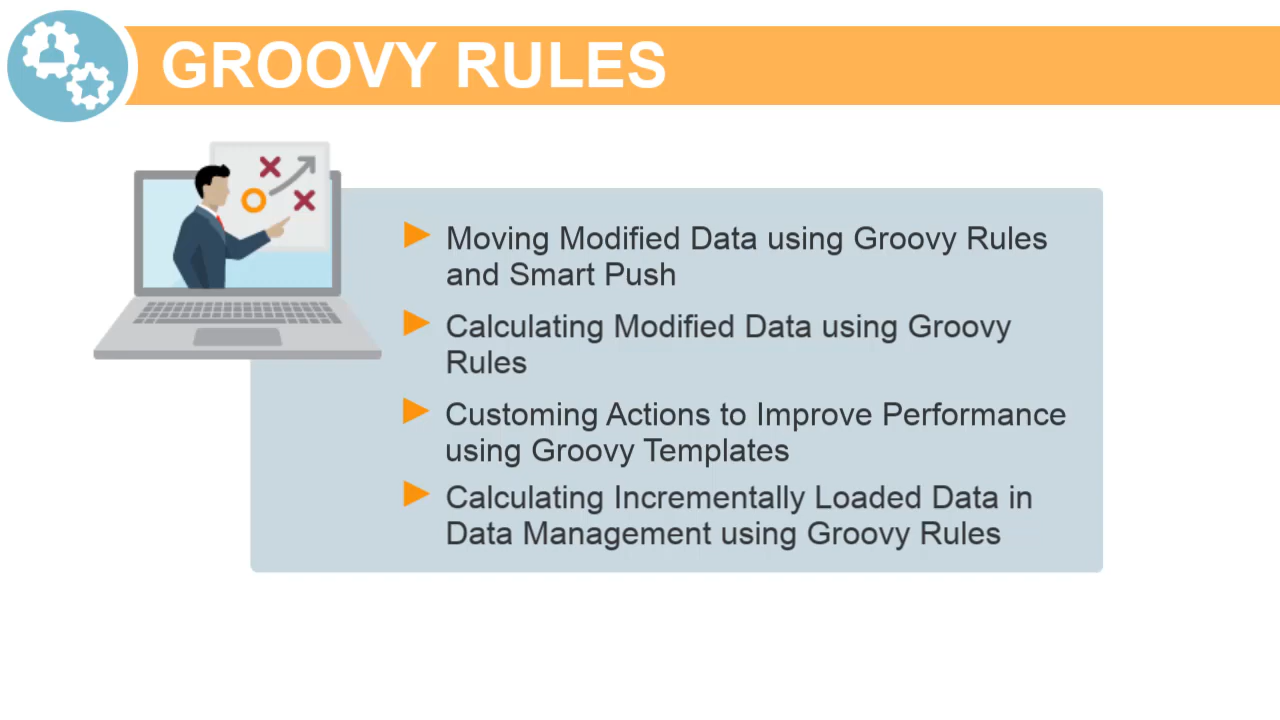 GROOVY RULES
Moving Modified Data using Groovy Rules
and Smart Push
Calculating Modified Data using Groovy
Rules
Customing Actions to Improve Performance
using Groovy Templates
Calculating Incrementally Loaded Data in
Data Management using Groovy Rules